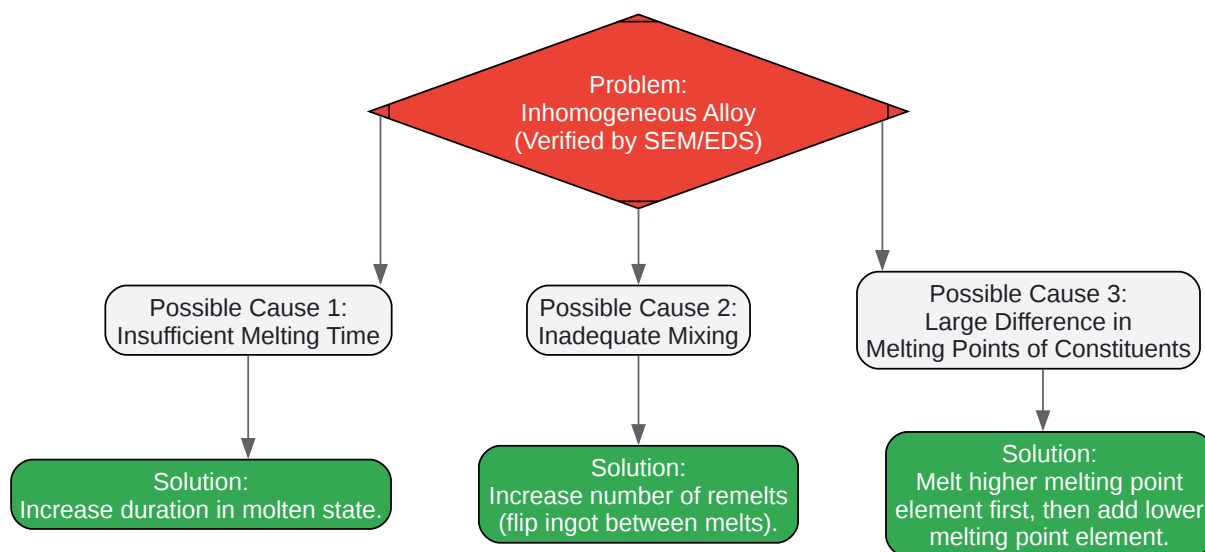 Problem:
Inhomogeneous Alloy
(Verified by SEM/EDS)
Possible Cause 1:
Insufficient Melting Time
Possible Cause 2:
Inadequate Mixing
Possible Cause 3:
Large Difference in
Melting Points of Constituents
Solution:
Increase duration in molten state.
Solution:
Increase number of remelts
(flip ingot between melts).
Solution:
Melt higher melting point
element first, then add lower
melting point element.